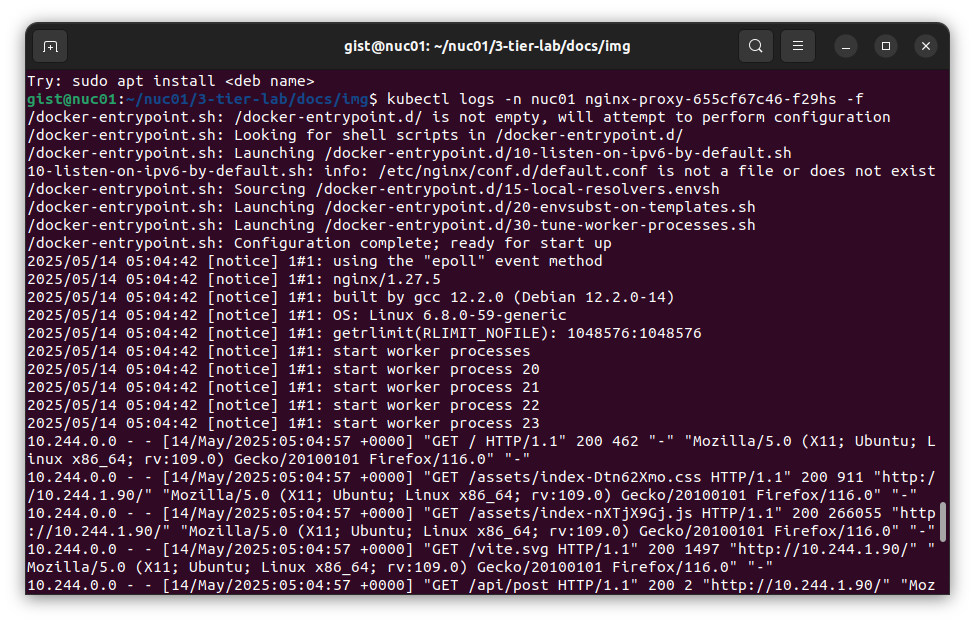 gist@nuc01: ~/nuc01/3-tier-lab/docs/img
Try: sudo apt install <deb name>
gist@nuc01:~/nuc01/3-tier-lab/docs/img$ kubectl logs -n nuc01 nginx-proxy-655cf67c46-f29hs -f
/docker-entrypoint.sh: /docker-entrypoint.d/ is not empty, will attempt to perform configuration
/docker-entrypoint.sh: Looking for shell scripts in /docker-entrypoint.d/
/docker-entrypoint.sh: Launching /docker-entrypoint.d/10-listen-on-ipv6-by-default.sh
10-listen-on-ipv6-by-default.sh: info: /etc/nginx/conf.d/default.conf is not a file or does not exist
/docker-entrypoint.sh: Sourcing /docker-entrypoint.d/15-local-resolvers.envsh
/docker-entrypoint.sh: Launching /docker-entrypoint.d/20-envsubst-on-templates.sh
/docker-entrypoint.sh: Launching /docker-entrypoint.d/30-tune-worker-processes.sh
/docker-entrypoint.sh: Configuration complete; ready for start up
2025/05/14 05:04:42 [notice] 1#1: using the "epoll" event method
2025/05/14 05:04:42 [notice] 1#1: nginx/1.27.5
2025/05/14 05:04:42 [notice] 1#1: built by gcc 12.2.0 (Debian 12.2.0-14)
2025/05/14 05:04:42 [notice] 1#1: OS: Linux 6.8.0-59-generic
2025/05/14 05:04:42 [notice] 1#1: getrlimit(RLIMIT_NOFILE): 1048576:1048576
2025/05/14 05:04:42 [notice] 1#1: start worker processes
2025/05/14 05:04:42 [notice] 1#1: start worker process 20
2025/05/14 05:04:42 [notice] 1#1: start worker process 21
2025/05/14 05:04:42 [notice] 1#1: start worker process 22
2025/05/14 05:04:42 [notice] 1#1: start worker process 23
10.244.0.0 - - [14/May/2025:05:04:57 +0000] "GET / HTTP/1.1" 200 462 "-" "Mozilla/5.0 (X11; Ubuntu; L
inux x86_64; rv:109.0) Gecko/20100101 Firefox/116.0" "-"
10.244.0.0 - - [14/May/2025:05:04:57 +0000] "GET /assets/index-Dtn62Xmo.css HTTP/1.1" 200 911 "http:/
/10.244.1.90/" "Mozilla/5.0 (X11; Ubuntu; Linux x86_64; rv:109.0) Gecko/20100101 Firefox/116.0" "-"
10.244.0.0 - - [14/May/2025:05:04:57 +0000] "GET /assets/index-nXTjX9Gj.js HTTP/1.1" 200 266055 "http
://10.244.1.90/" "Mozilla/5.0 (X11; Ubuntu; Linux x86_64; rv:109.0) Gecko/20100101 Firefox/116.0" "-"
10.244.0.0 - - [14/May/2025:05:04:57 +0000] "GET /vite.svg HTTP/1.1" 200 1497 "http://10.244.1.90/" "
Mozilla/5.0 (X11; Ubuntu; Linux x86_64; rv:109.0) Gecko/20100101 Firefox/116.0" "-"
10.244.0.0 - - [14/May/2025:05:04:57 +0000] "GET /api/post HTTP/1.1" 200 2 "http://10.244.1.90/" "Moz